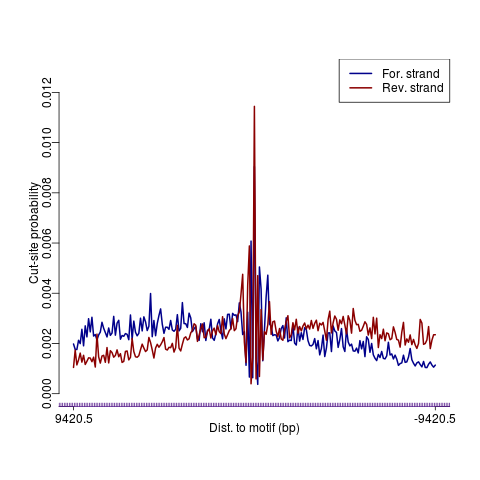 For. strand
Rev. strand
Cut-site probability
0.000
0.002
0.004
0.006
0.008
0.010
0.012
9420.5
-9420.5
Dist. to motif (bp)